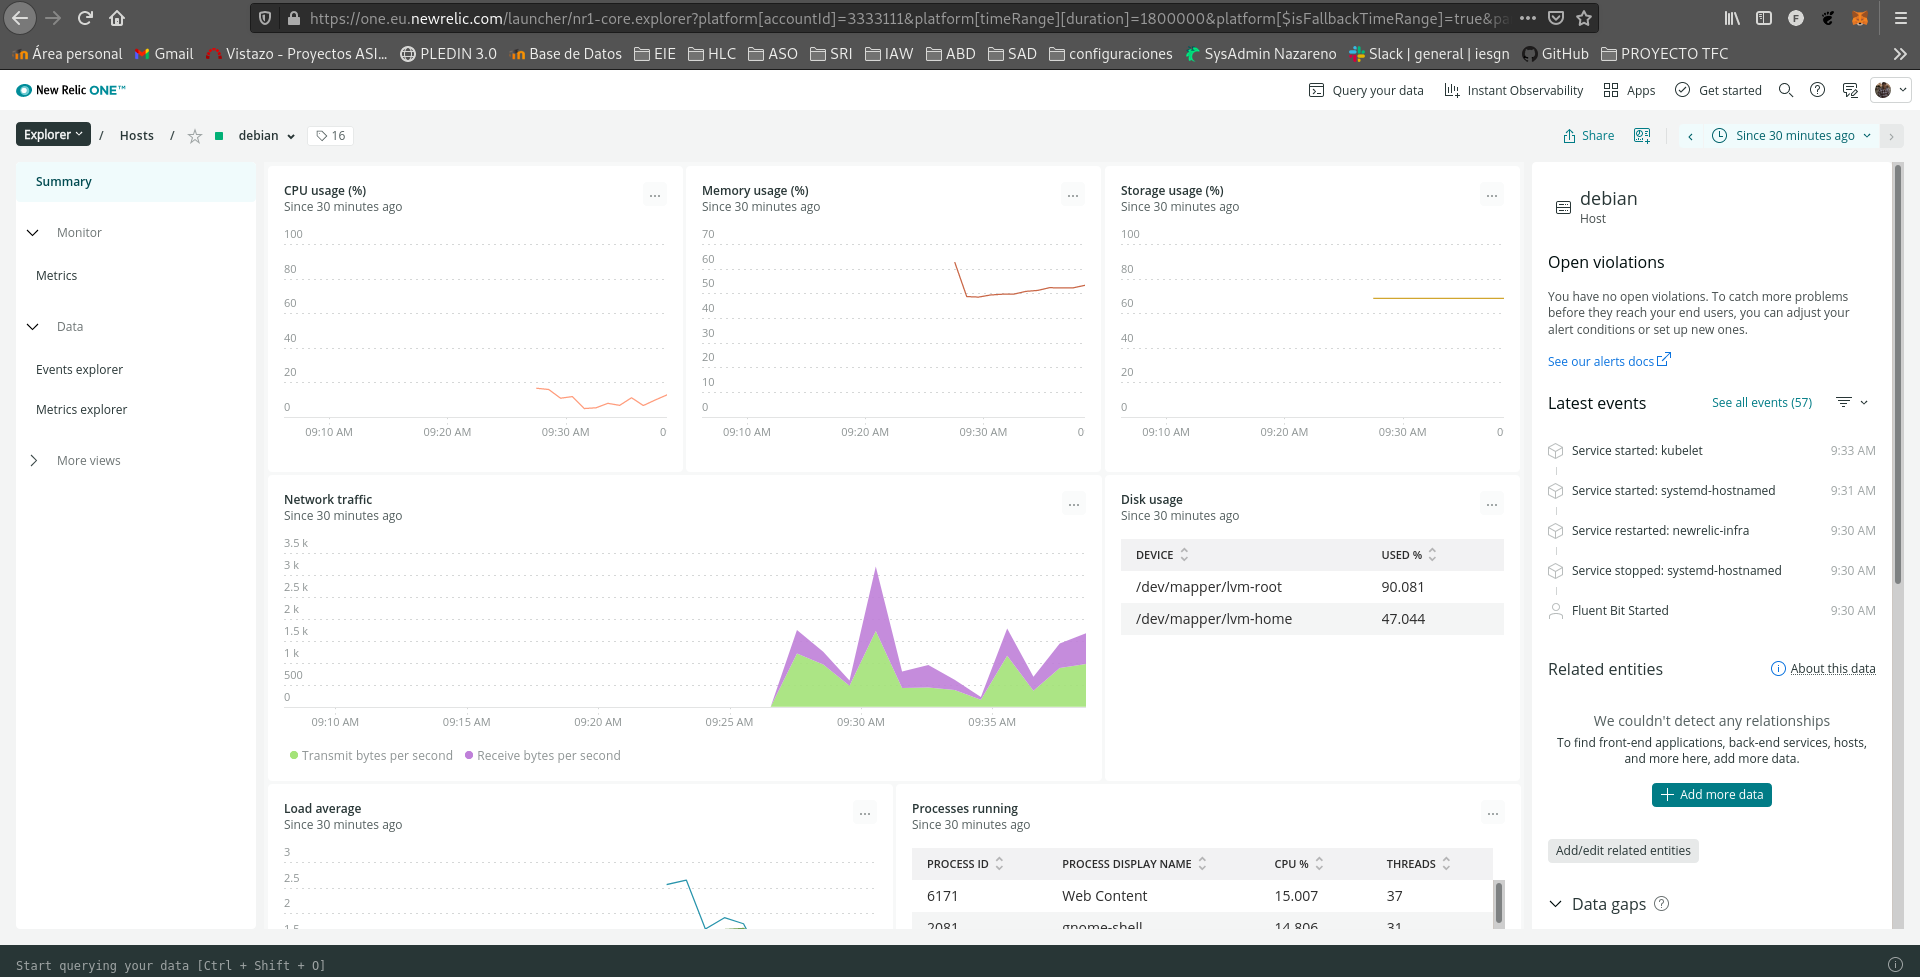 https://one.eu.newrelic.com/launcher/nr1-core.explorer?platform[accountId]=3333111&platform[timeRange][duration]=1800000&platform[$isFallbackTimeRange]=true&pa
Área personal Gmail Vistazo - Proyectos ASI... PLEDIN 3.0 Base de Datos EIE HLC ASO SRI IAW ABD SAD configuraciones SysAdmin Nazareno Slack | general | iesgn GitHub PROYECTO TFC
New Relic ONE™ Query your data Instant Observability Apps Get started
Explorer / Hosts / debian 16 Share Since 30 minutes ago
Summary
Monitor
Metrics
Data
Events explorer
Metrics explorer
More views
CPU usage (%)
Since 30 minutes ago
100
80
60
40
20
0
09:10 AM 09:20 AM 09:30 AM 0
Memory usage (%)
Since 30 minutes ago
70
60
50
40
30
20
10
0
09:10 AM 09:20 AM 09:30 AM 0
Storage usage (%)
Since 30 minutes ago
100
80
60
40
20
0
09:10 AM 09:20 AM 09:30 AM 0
Network traffic
Since 30 minutes ago
3.5 k
3 k
2.5 k
2 k
1.5 k
1 k
500
0
09:10 AM 09:15 AM 09:20 AM 09:25 AM 09:30 AM 09:35 AM
Transmit bytes per second Receive bytes per second
Disk usage
Since 30 minutes ago
DEVICE USED %
/dev/mapper/lvm-root 90.081
/dev/mapper/lvm-home 47.044
Load average
Since 30 minutes ago
3
2.5
2
1.5
Processes running
Since 30 minutes ago
PROCESS ID PROCESS DISPLAY NAME CPU % THREADS
6171 Web Content 15.007 37
2081 gnome-shell 14.806 31
debian
Host
Open violations
You have no open violations. To catch more problems
before they reach your end users, you can adjust your
alert conditions or set up new ones.
See our alerts docs
Latest events See all events (57)
Service started: kubelet 9:33 AM
Service started: systemd-hostnamed 9:31 AM
Service restarted: newrelic-infra 9:30 AM
Service stopped: systemd-hostnamed 9:30 AM
Fluent Bit Started 9:30 AM
Related entities About this data
We couldn't detect any relationships
To find front-end applications, back-end services, hosts,
and more here, add more data.
Add more data
Add/edit related entities
Data gaps
Start querying your data [Ctrl + Shift + O]